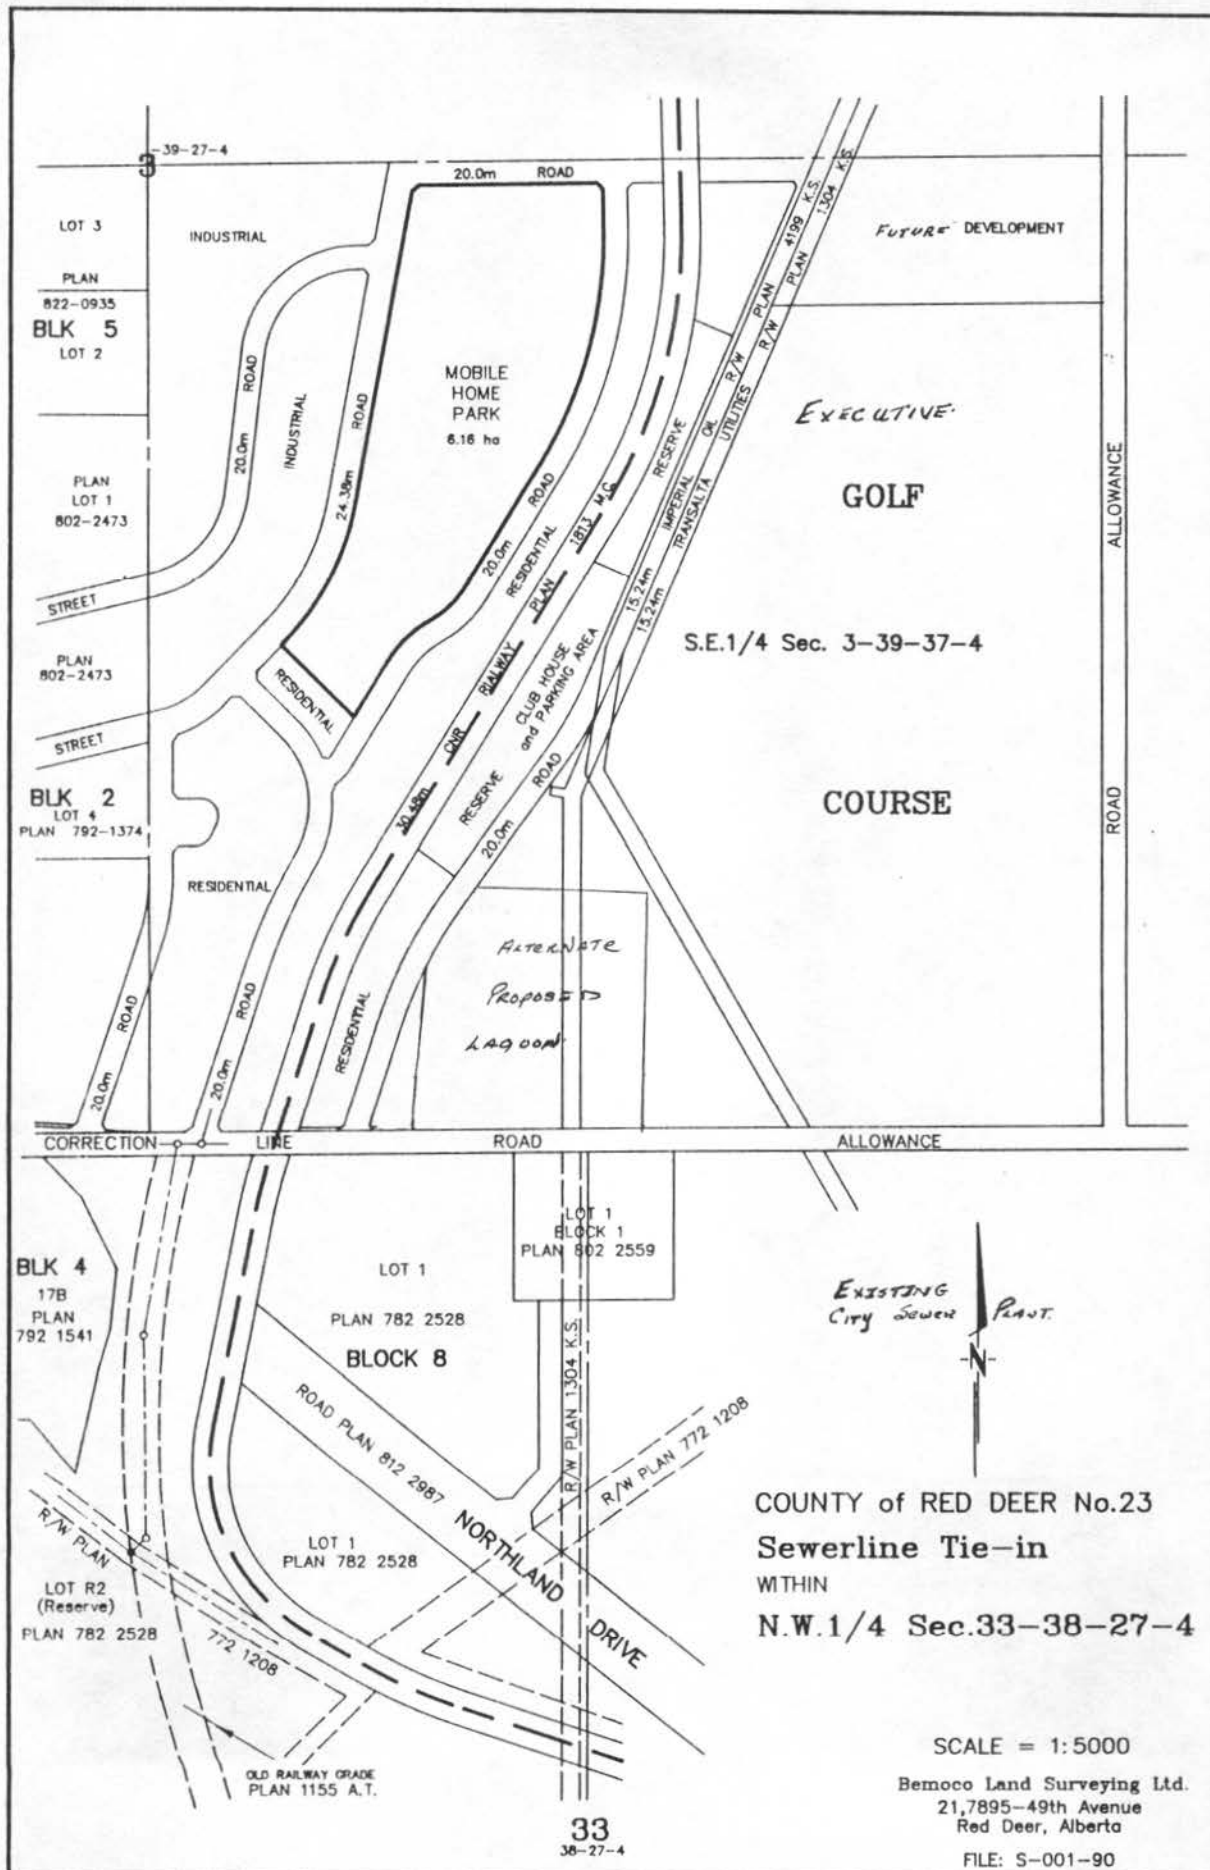 3
-39-27-4
20.0m ROAD
LOT 3
INDUSTRIAL
PLAN
822-0935
BLK 5
LOT 2
ROAD
20.0m
INDUSTRIAL
ROAD
24.38m
MOBILE
HOME
PARK
6.16 ha
PLAN
LOT 1
802-2473
STREET
PLAN
802-2473
STREET
RESIDENTIAL
BLK 2
LOT 4
PLAN 792-1374
RESIDENTIAL
20.0m ROAD
20.0m ROAD
20.0m ROAD
RESIDENTIAL
30.48m CNR RIALWAY PLAN 1813 M.G
RESERVE
IMPERIAL OIL R/W PLAN 4199 K.S.
TRANSALTA UTILITIES R/W PLAN 1304 K.S.
15.24m
15.24m
CLUB HOUSE
and PARKING AREA
RESERVE
20.0m ROAD
RESIDENTIAL
FUTURE DEVELOPMENT
EXECUTIVE
GOLF
S.E.1/4 Sec. 3-39-37-4
COURSE
ROAD ALLOWANCE
ALTERNATE
PROPOSED
LAGOON
CORRECTION LINE ROAD ALLOWANCE
LOT 1
BLOCK 1
PLAN 802 2559
BLK 4
17B
PLAN
792 1541
LOT 1
PLAN 782 2528
BLOCK 8
EXISTING
CITY SEWER PLANT.
-N-
R/W PLAN 1304 K.S.
R/W PLAN 772 1208
ROAD PLAN 812 2987
NORTHLAND DRIVE
LOT 1
PLAN 782 2528
R/W PLAN
772 1208
LOT R2
(Reserve)
PLAN 782 2528
OLD RAILWAY GRADE
PLAN 1155 A.T.
33
38-27-4
COUNTY of RED DEER No.23
Sewerline Tie-in
WITHIN
N.W.1/4 Sec.33-38-27-4
SCALE = 1:5000
Bemoco Land Surveying Ltd.
21,7895-49th Avenue
Red Deer, Alberta
FILE: S-001-90